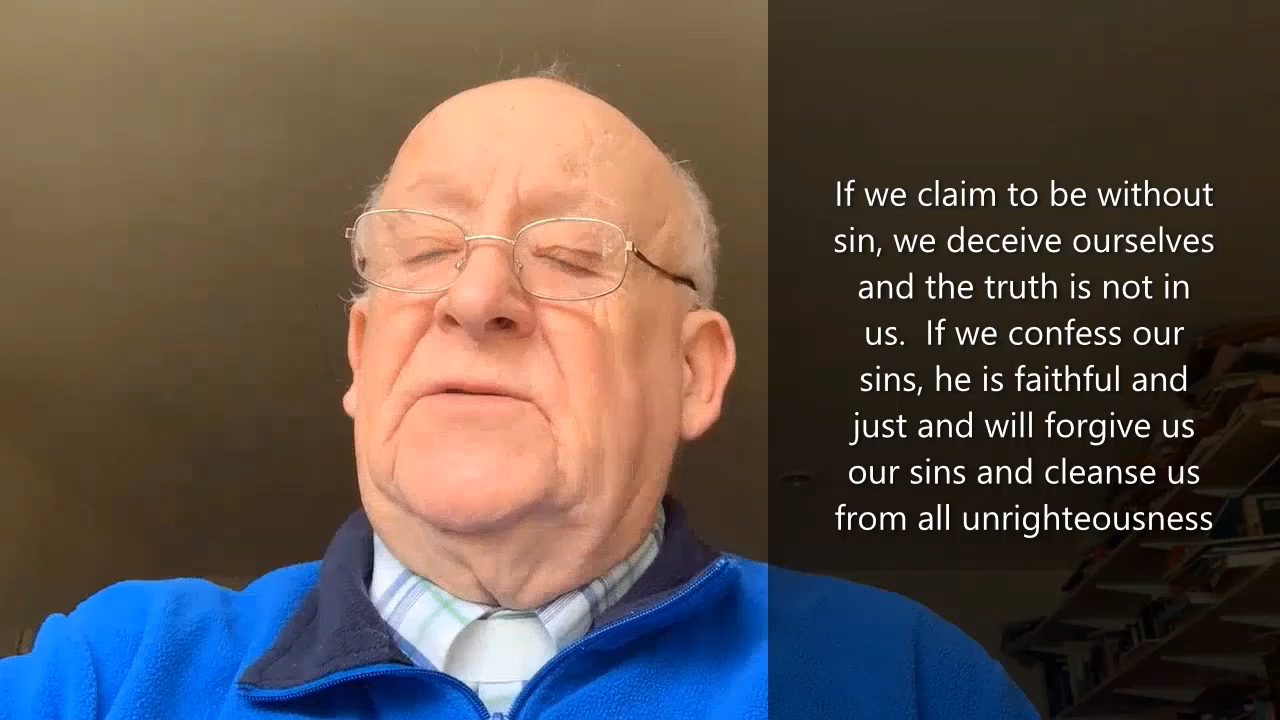 If we claim to be without
sin, we deceive ourselves
and the truth is not in
us.  If we confess our
sins, he is faithful and
just and will forgive us
our sins and cleanse us
from all unrighteousness